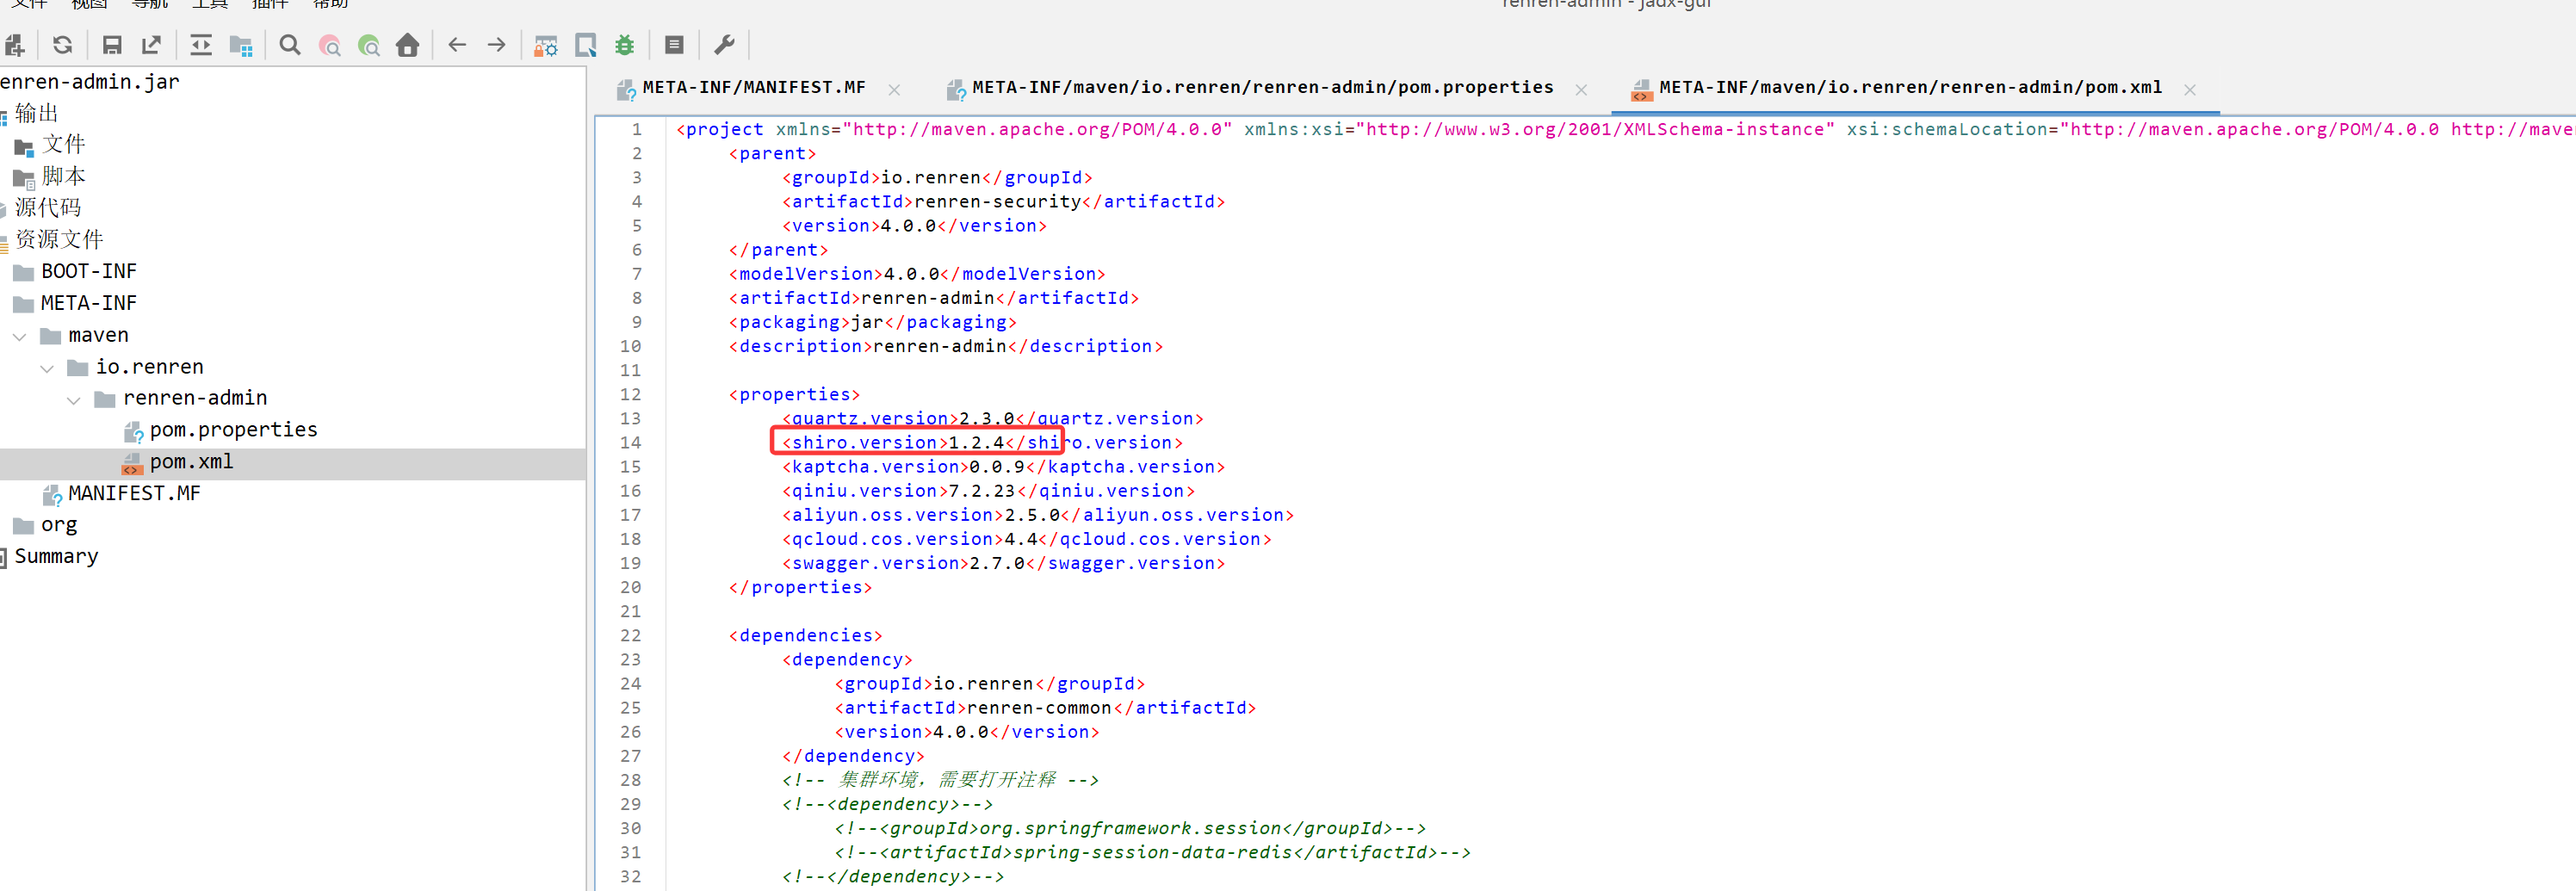 文件 视图 导航 工具 插件 帮助
renren-admin - jadx-gui
enren-admin.jar
输出
文件
脚本
源代码
资源文件
BOOT-INF
META-INF
maven
io.renren
renren-admin
pom.properties
pom.xml
MANIFEST.MF
org
Summary
META-INF/MANIFEST.MF
META-INF/maven/io.renren/renren-admin/pom.properties
META-INF/maven/io.renren/renren-admin/pom.xml
1 <project xmlns="http://maven.apache.org/POM/4.0.0" xmlns:xsi="http://www.w3.org/2001/XMLSchema-instance" xsi:schemaLocation="http://maven.apache.org/POM/4.0.0 http://mave
2 <parent>
3 <groupId>io.renren</groupId>
4 <artifactId>renren-security</artifactId>
5 <version>4.0.0</version>
6 </parent>
7 <modelVersion>4.0.0</modelVersion>
8 <artifactId>renren-admin</artifactId>
9 <packaging>jar</packaging>
10 <description>renren-admin</description>
11
12 <properties>
13 <quartz.version>2.3.0</quartz.version>
14 <shiro.version>1.2.4</shiro.version>
15 <kaptcha.version>0.0.9</kaptcha.version>
16 <qiniu.version>7.2.23</qiniu.version>
17 <aliyun.oss.version>2.5.0</aliyun.oss.version>
18 <qcloud.cos.version>4.4</qcloud.cos.version>
19 <swagger.version>2.7.0</swagger.version>
20 </properties>
21
22 <dependencies>
23 <dependency>
24 <groupId>io.renren</groupId>
25 <artifactId>renren-common</artifactId>
26 <version>4.0.0</version>
27 </dependency>
28 <!-- 集群环境，需要打开注释 -->
29 <!--<dependency>-->
30 <!--<groupId>org.springframework.session</groupId>-->
31 <!--<artifactId>spring-session-data-redis</artifactId>-->
32 <!--</dependency>-->